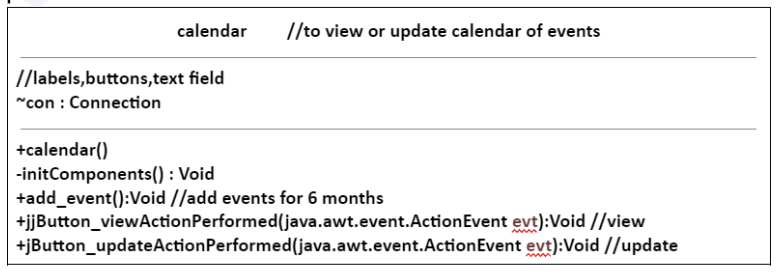 calendar //to view or update calendar of events
//labels,buttons,text field
~con : Connection
+calendar()
-initComponents() : Void
+add_event():Void //add events for 6 months
+jjButton_viewActionPerformed(java.awt.event.ActionEvent evt):Void //view
+jButton_updateActionPerformed(java.awt.event.ActionEvent evt):Void //update